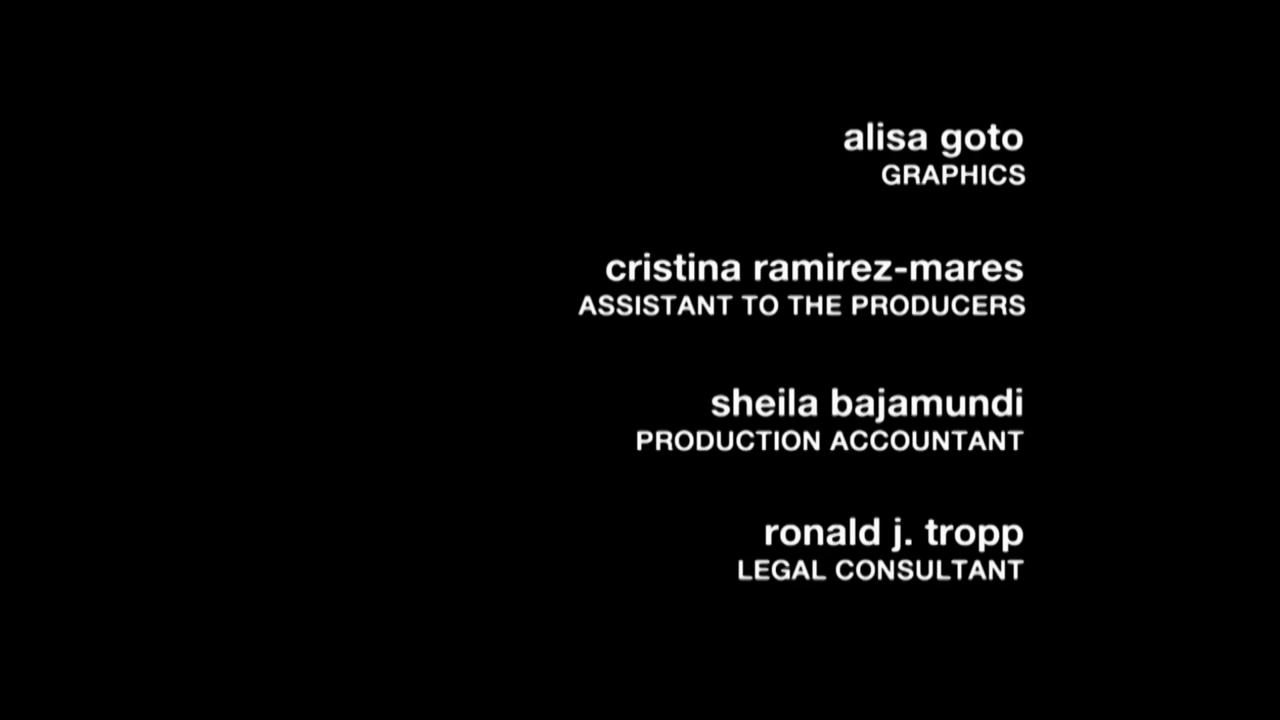 alisa goto
GRAPHICS
cristina ramirez-mares
ASSISTANT TO THE PRODUCERS
sheila bajamundi
PRODUCTION ACCOUNTANT
ronald j. tropp
LEGAL CONSULTANT